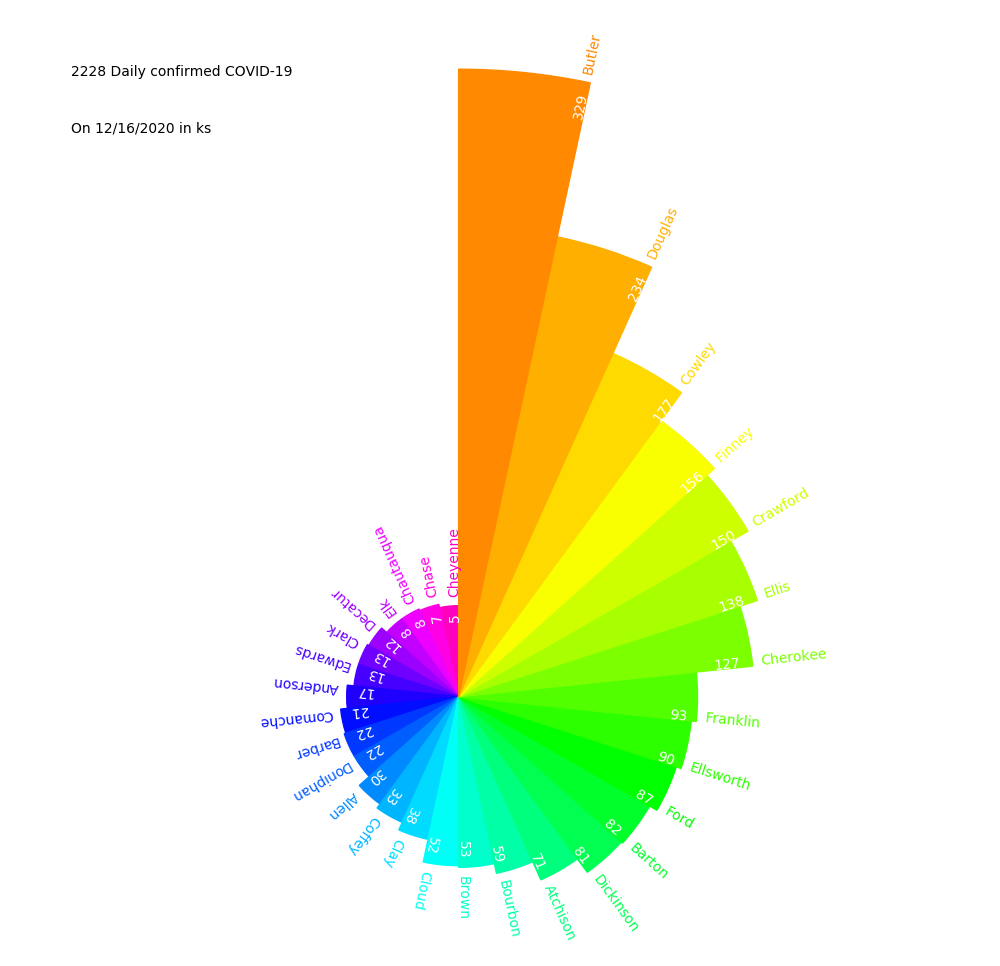 2228 Daily confirmed COVID-19
On 12/16/2020 in ks
Butler
329
Douglas
234
Cowley
177
Finney
156
Crawford
150
Ellis
138
Cherokee
127
Franklin
93
Ellsworth
90
Ford
87
Barton
82
Dickinson
81
Atchison
71
Bourbon
59
Brown
53
Cloud
52
Clay
38
Coffey
33
Allen
30
Doniphan
22
Barber
22
Comanche
21
Anderson
17
Edwards
13
Clark
13
Decatur
12
Elk
8
Chautauqua
8
Chase
7
Cheyenne
5